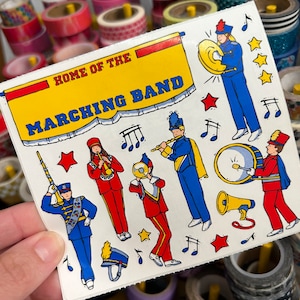 HOME OF THE
MARCHING BAND